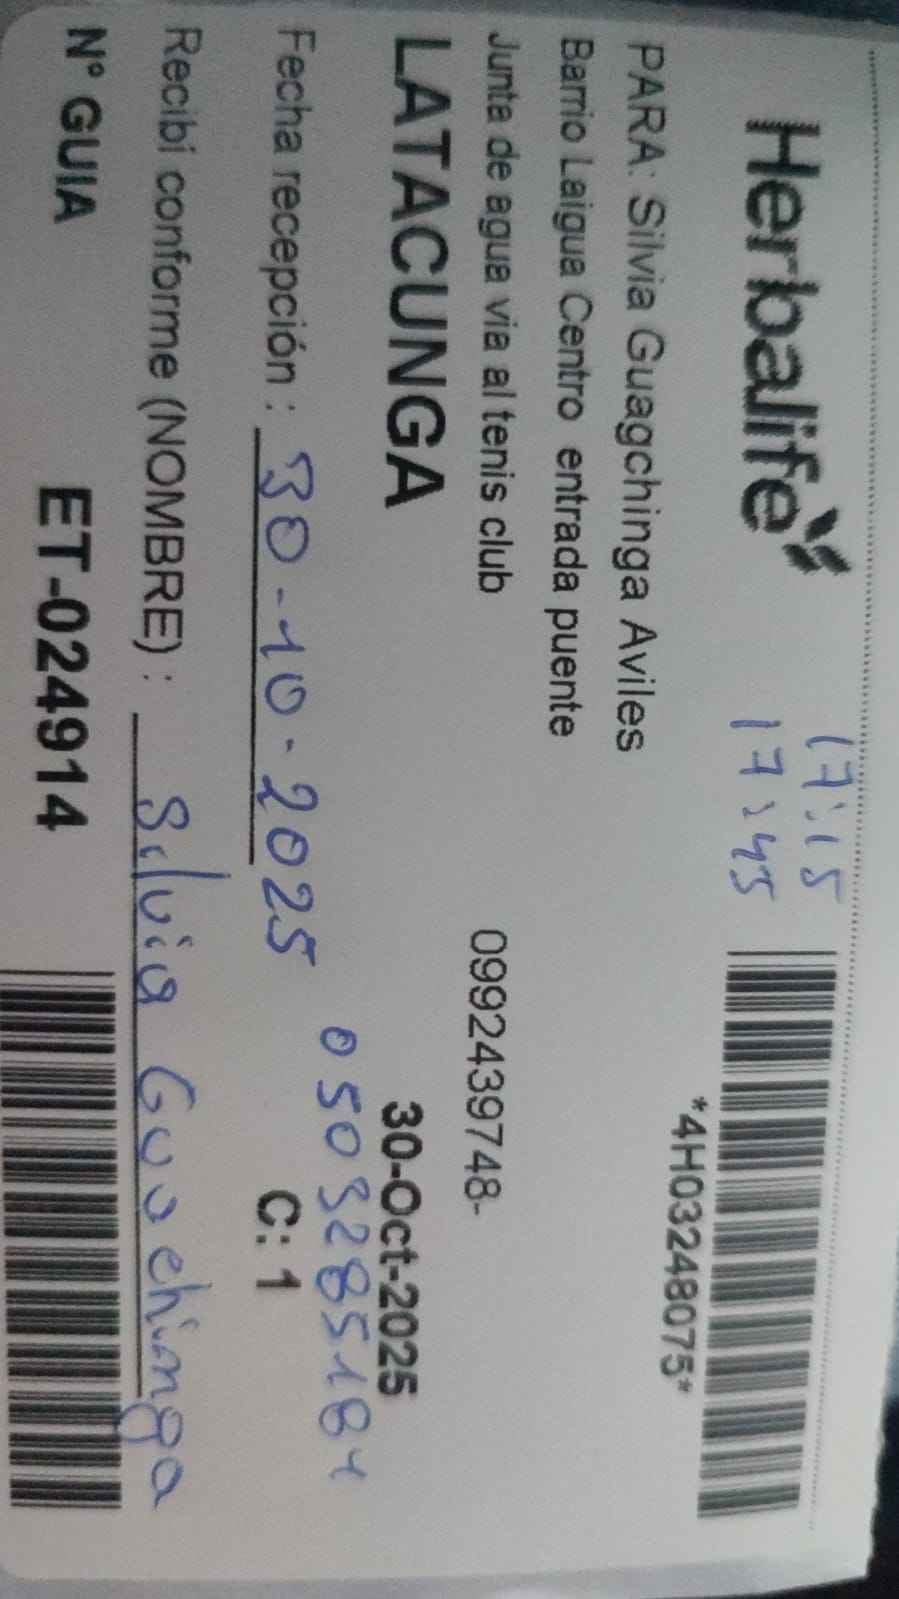 Herbalife
17:15
17:45
*4H03248075*
PARA: Silvia Guagchinga Aviles
Barrio Laigua Centro entrada puente
Junta de agua via al tenis club 0992439748-
LATACUNGA 30-Oct-2025
0503285184
Fecha recepción : 30-10-2025 C: 1
Recibi conforme (NOMBRE) : Silvia Guachinga
N° GUIA ET-024914